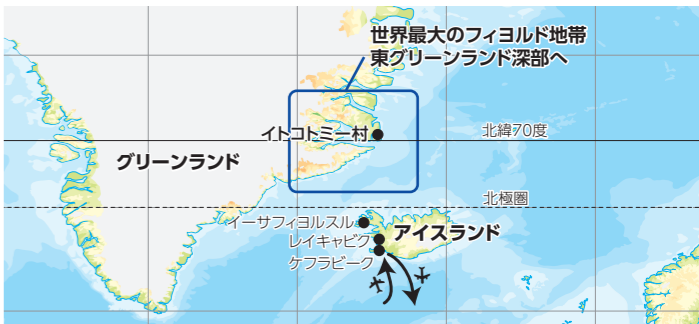 世界最大のフィヨルド地帯
東グリーンランド深部へ
イトコトミー村
北緯70度
グリーンランド
北極圏
イーサフィヨルスル
アイスランド
レイキャビク
ケフラビーク